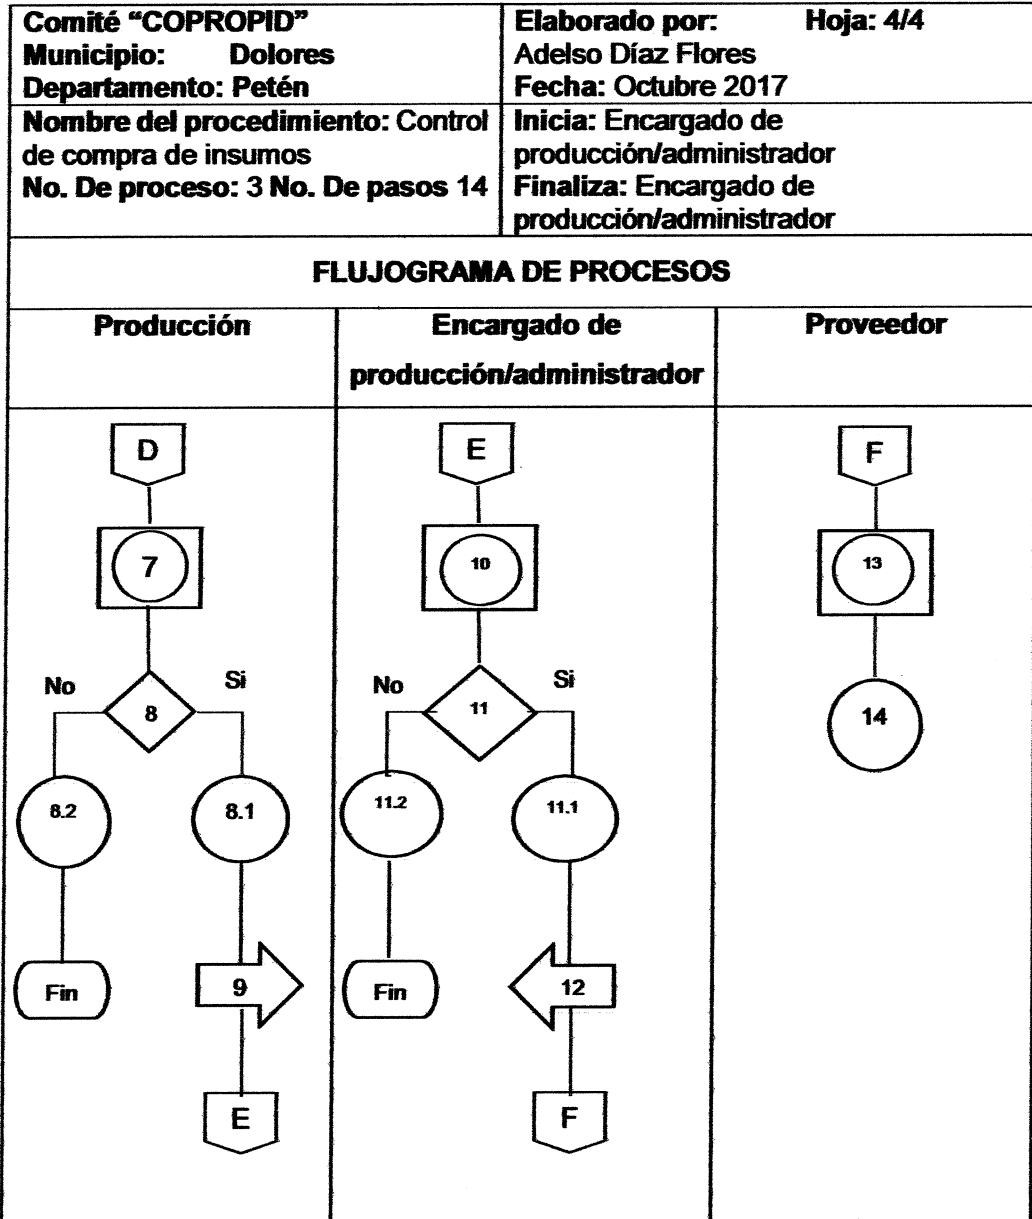 Comité “COPROPID”
Municipio: Dolores
Departamento: Petén
Elaborado por: Hoja: 4/4
Adelso Díaz Flores
Fecha: Octubre 2017
Nombre del procedimiento: Control
de compra de insumos
No. De proceso: 3 No. De pasos 14
Inicia: Encargado de
producción/administrador
Finaliza: Encargado de
producción/administrador
FLUJOGRAMA DE PROCESOS
Producción
Encargado de
producción/administrador
Proveedor
D
7
No
Si
8
8.2
8.1
Fin
9
E
E
10
No
Si
11
11.2
11.1
Fin
12
F
F
13
14